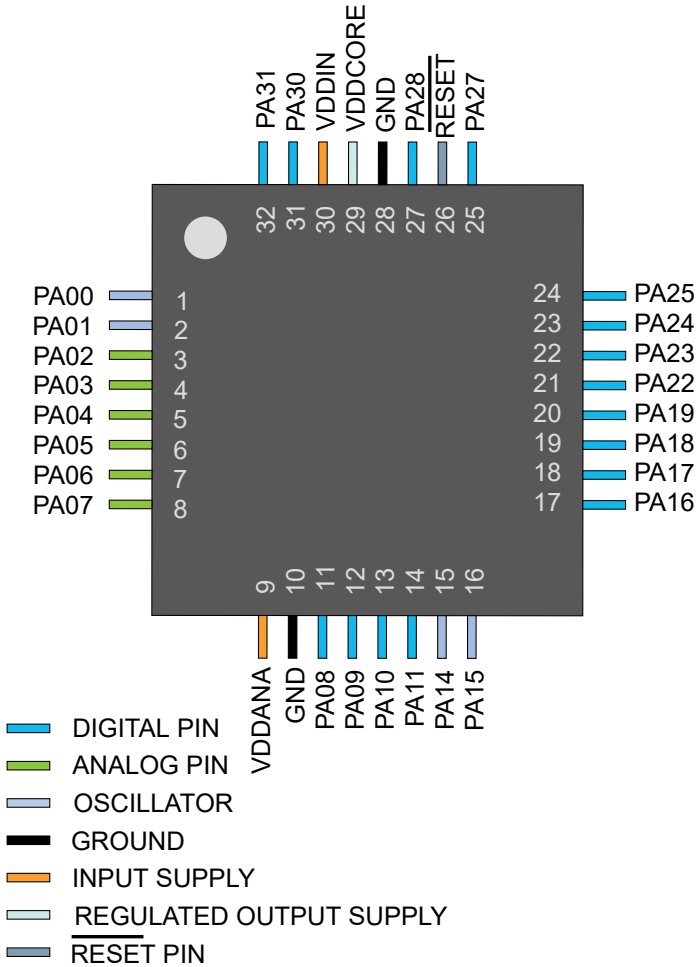 PA31
PA30
VDDIN
VDDCORE
GND
PA28
RESET
PA27
32
31
30
29
28
27
26
25
PA00 1
PA01 2
PA02 3
PA03 4
PA04 5
PA05 6
PA06 7
PA07 8
24 PA25
23 PA24
22 PA23
21 PA22
20 PA19
19 PA18
18 PA17
17 PA16
9
10
11
12
13
14
15
16
VDDANA
GND
PA08
PA09
PA10
PA11
PA14
PA15
DIGITAL PIN
ANALOG PIN
OSCILLATOR
GROUND
INPUT SUPPLY
REGULATED OUTPUT SUPPLY
RESET PIN